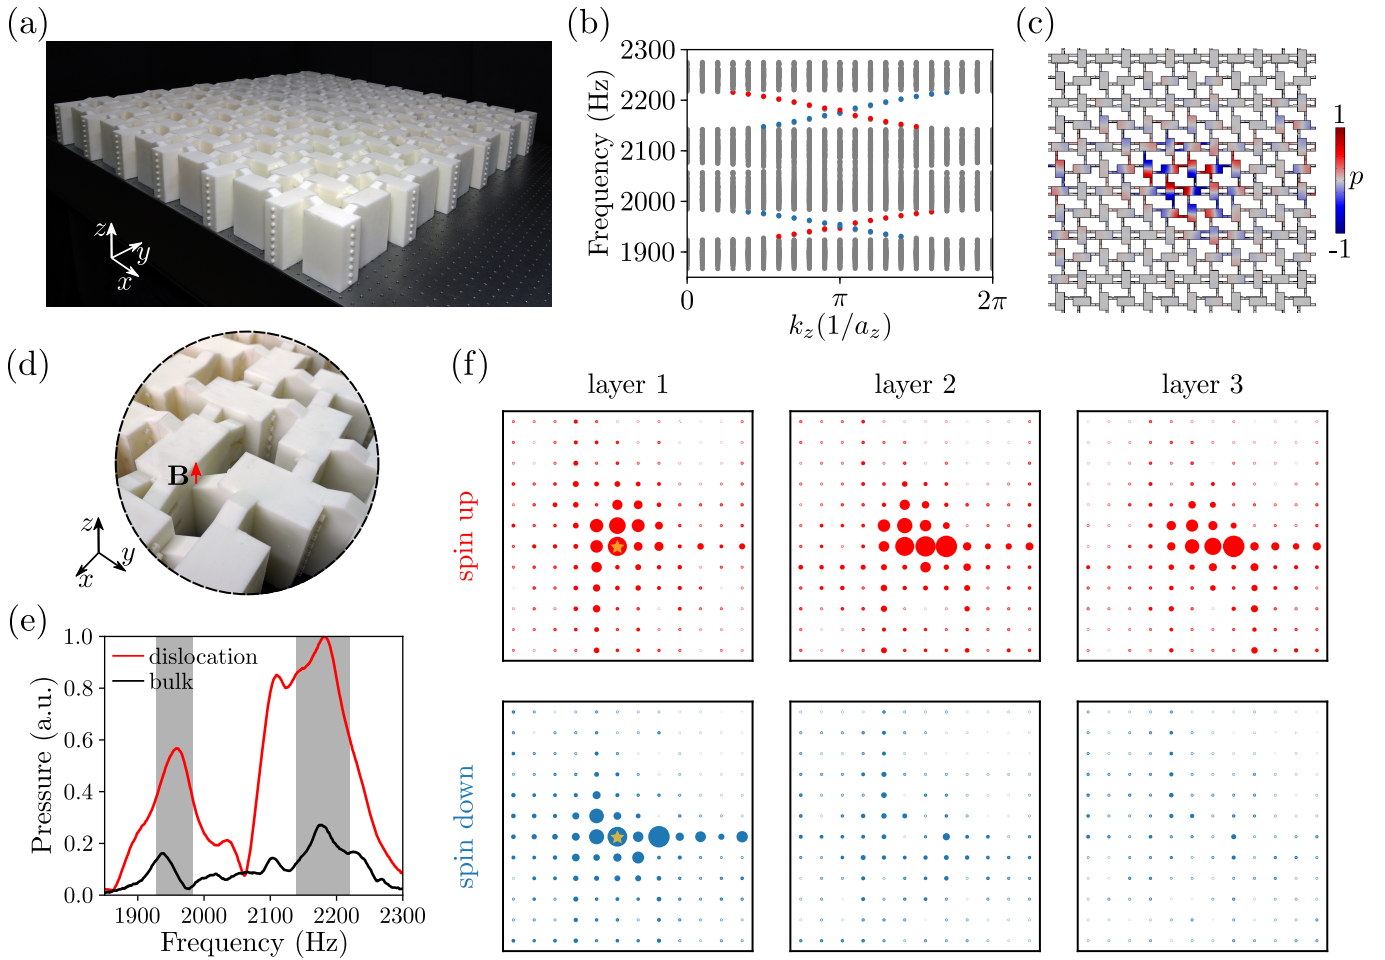 (a)
z
y
x
(b)
2300
2200
2100
2000
1900
Frequency (Hz)
0
π
2π
k_z(1/a_z)
(c)
1
p
-1
(d)
B
z
y
x
(e)
1.0
0.8
0.6
0.4
0.2
0.0
Pressure (a.u.)
dislocation
bulk
1900
2000
2100
2200
2300
Frequency (Hz)
(f)
layer 1
layer 2
layer 3
spin up
spin down